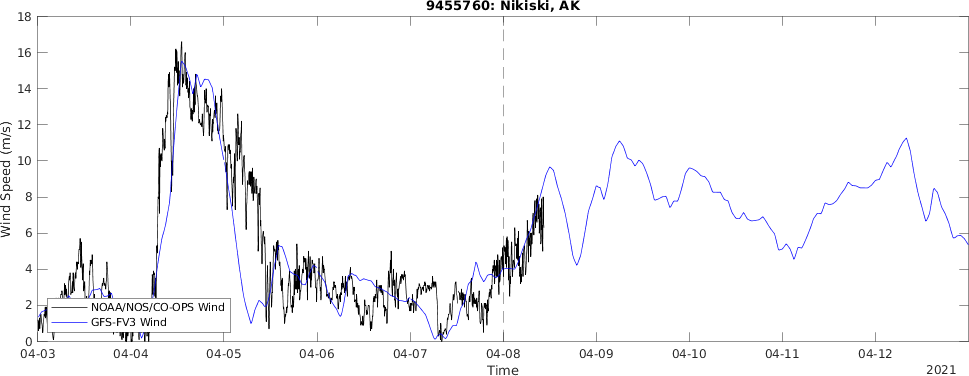 9455760: Nikiski, AK
18
16
14
12
10
8
6
4
2
0
Wind Speed (m/s)
NOAA/NOS/CO-OPS Wind
GFS-FV3 Wind
04-03 04-04 04-05 04-06 04-07 04-08 04-09 04-10 04-11 04-12
Time
2021